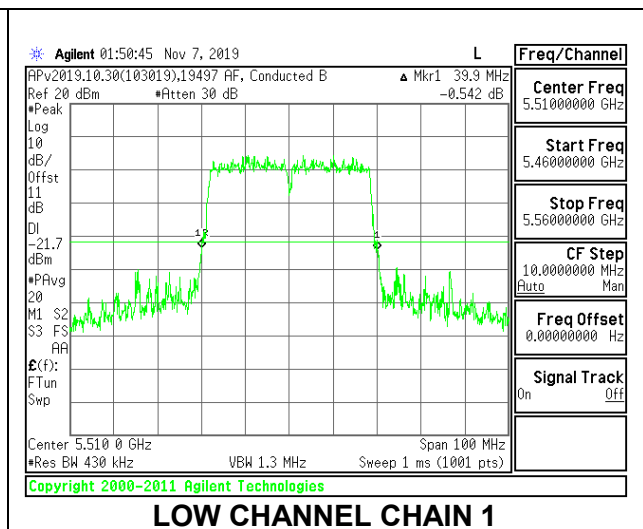 Agilent 01:50:45 Nov 7, 2019 L
APv2019.10.30(103019),19497 AF, Conducted B Δ Mkr1 39.9 MHz
Ref 20 dBm #Atten 30 dB -0.542 dB
#Peak
Log
10
dB/
Offst
11
dB
DI
-21.7
dBm
#PAvg
20
M1 S2
S3 FS
AA
£(f):
FTun
Swp
1R
1
Center 5.510 0 GHz Span 100 MHz
#Res BW 430 kHz VBW 1.3 MHz Sweep 1 ms (1001 pts)
Copyright 2000-2011 Agilent Technologies
Freq/Channel
Center Freq
5.51000000 GHz
Start Freq
5.46000000 GHz
Stop Freq
5.56000000 GHz
CF Step
10.0000000 MHz
Auto Man
Freq Offset
0.00000000 Hz
Signal Track
On Off
LOW CHANNEL CHAIN 1